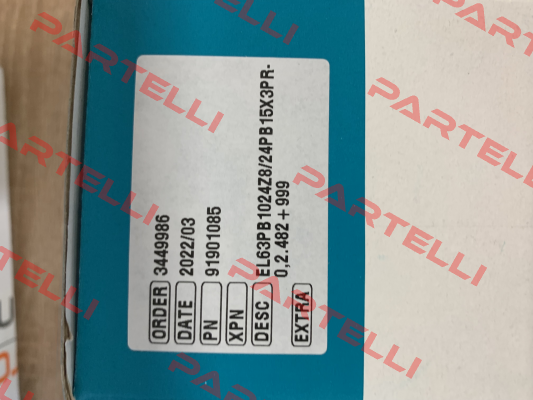 ORDER 3449986
DATE 2022/03
PN 91901085
XPN
DESC EL63PB1024Z8/24PB15X3PR-
0,2.482+999
EXTRA
PARTELLI
PARTELLI
PARTELLI
PARTELLI
PARTELLI